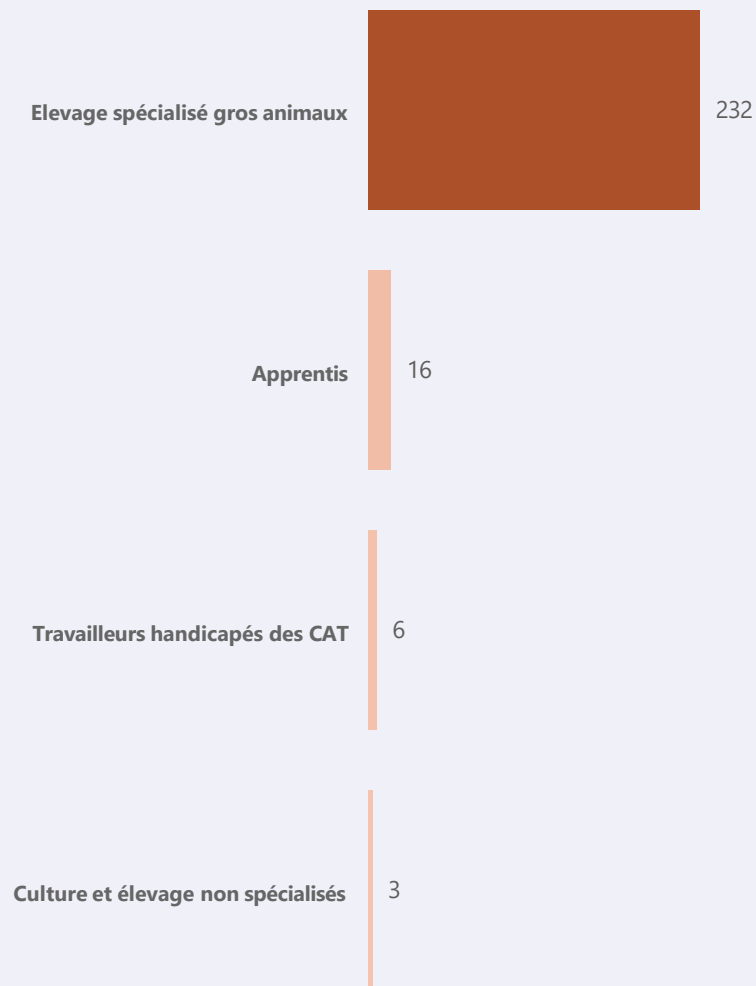 Elevage spécialisé gros animaux 232
Apprentis 16
Travailleurs handicapés des CAT 6
Culture et élevage non spécialisés 3